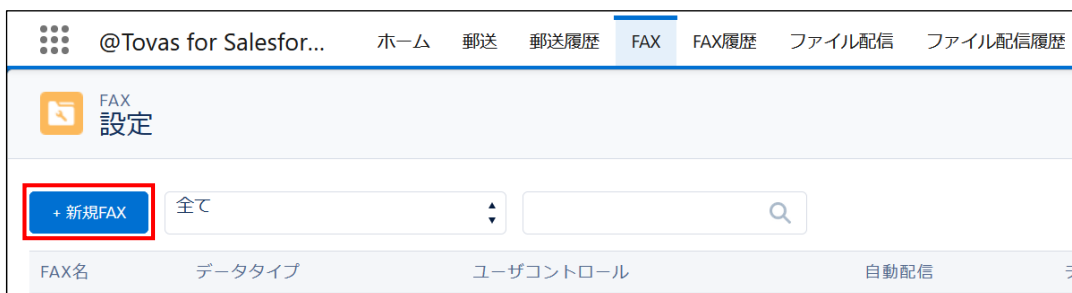 @Tovas for Salesfor... ホーム 郵送 郵送履歴 FAX FAX履歴 ファイル配信 ファイル配信履歴
FAX
設定
+ 新規FAX 全て
FAX名 データタイプ ユーザコントロール 自動配信